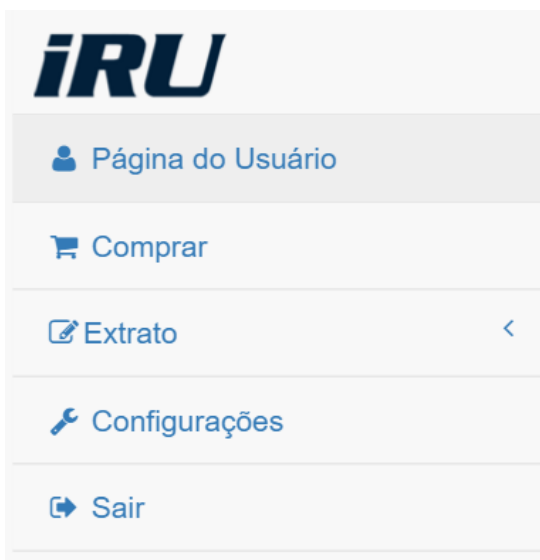 iRU
Página do Usuário
Comprar
Extrato
Configurações
Sair